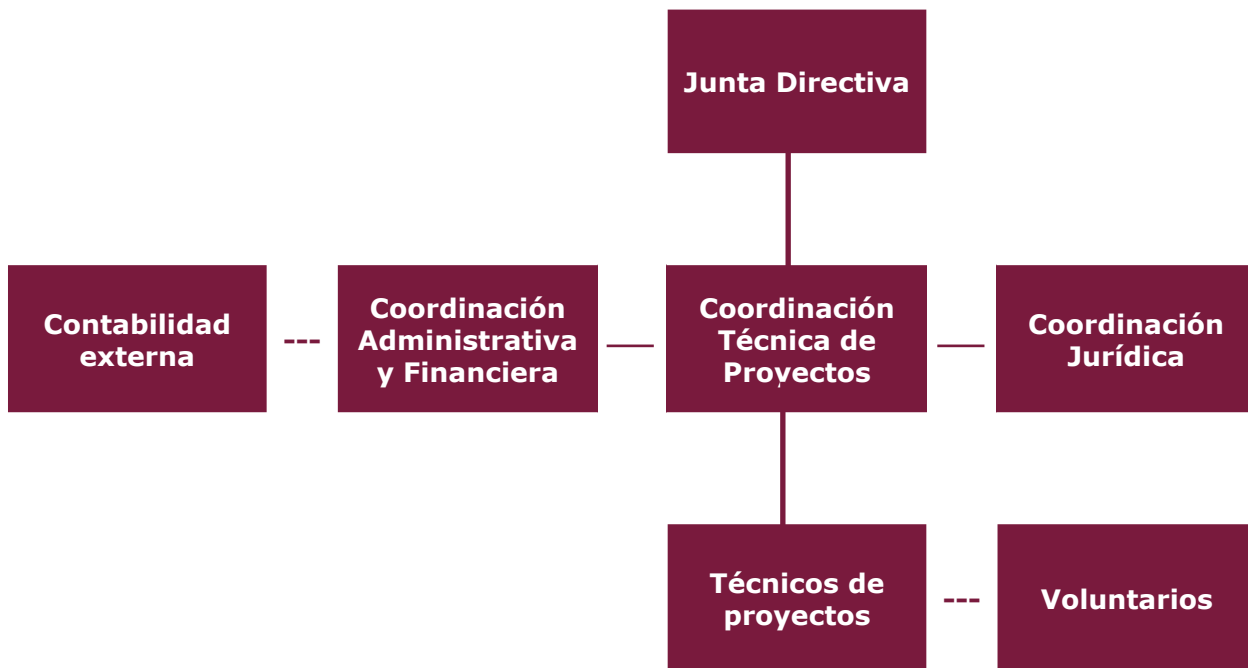 Junta Directiva
Contabilidad
externa
Coordinación
Administrativa
y Financiera
Coordinación
Técnica de
Proyectos
Coordinación
Jurídica
Técnicos de
proyectos
Voluntarios